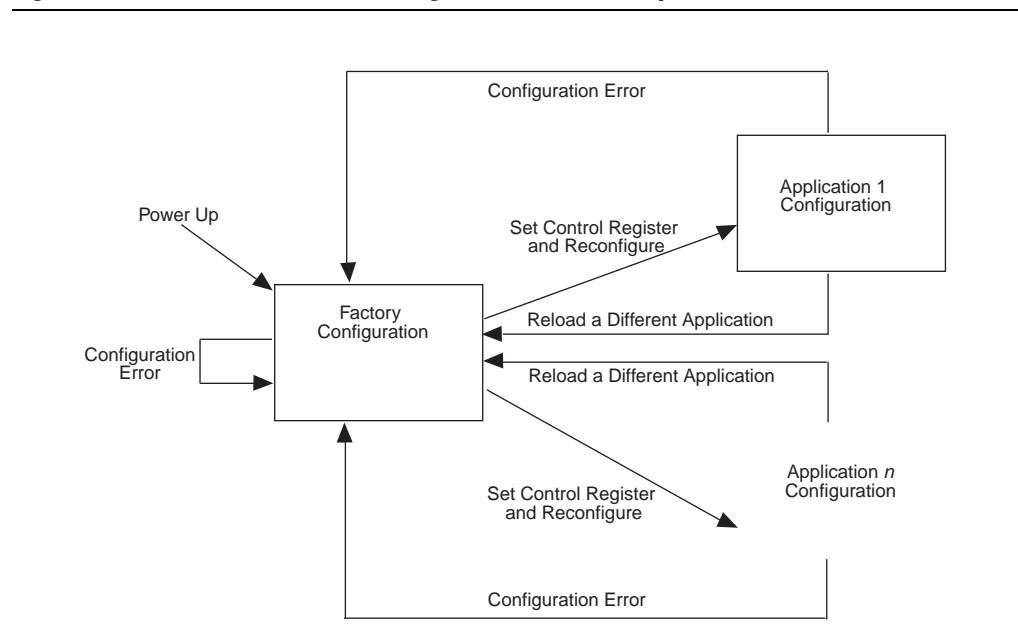 Configuration Error
Application 1
Configuration
Power Up
Set Control Register
and Reconfigure
Factory
Configuration
Reload a Different Application
Configuration
Error
Reload a Different Application
Application n
Configuration
Set Control Register
and Reconfigure
Configuration Error